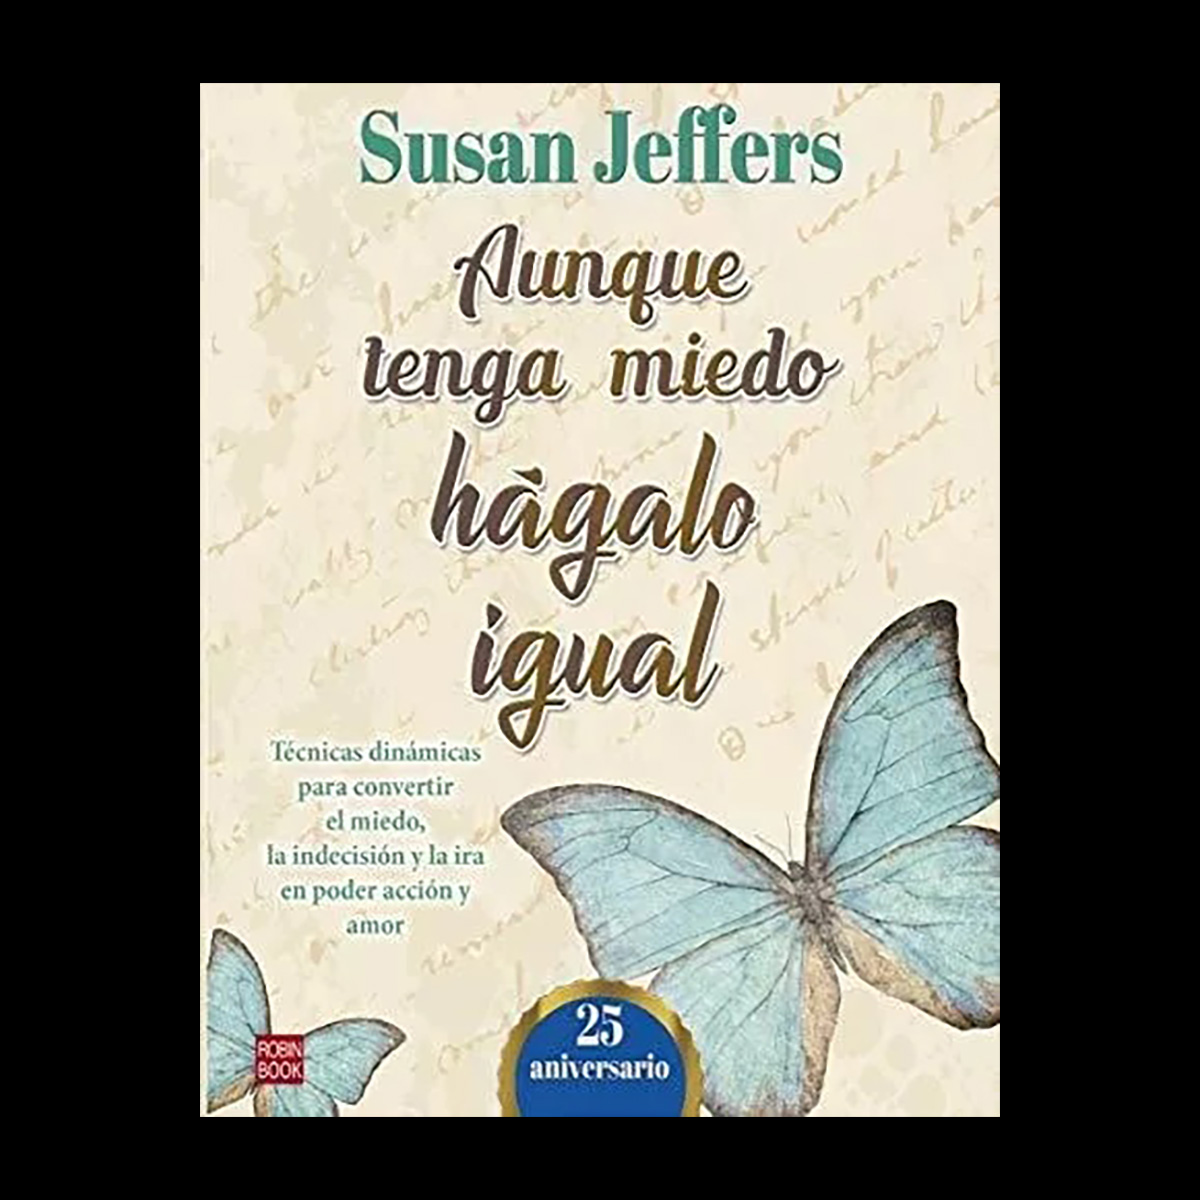 Susan Jeffers
Aunque
tenga miedo
hágalo
igual
Técnicas dinámicas
para convertir
el miedo,
la indecisión y la ira
en poder acción y
amor
25
aniversario
ROBIN
BOOK